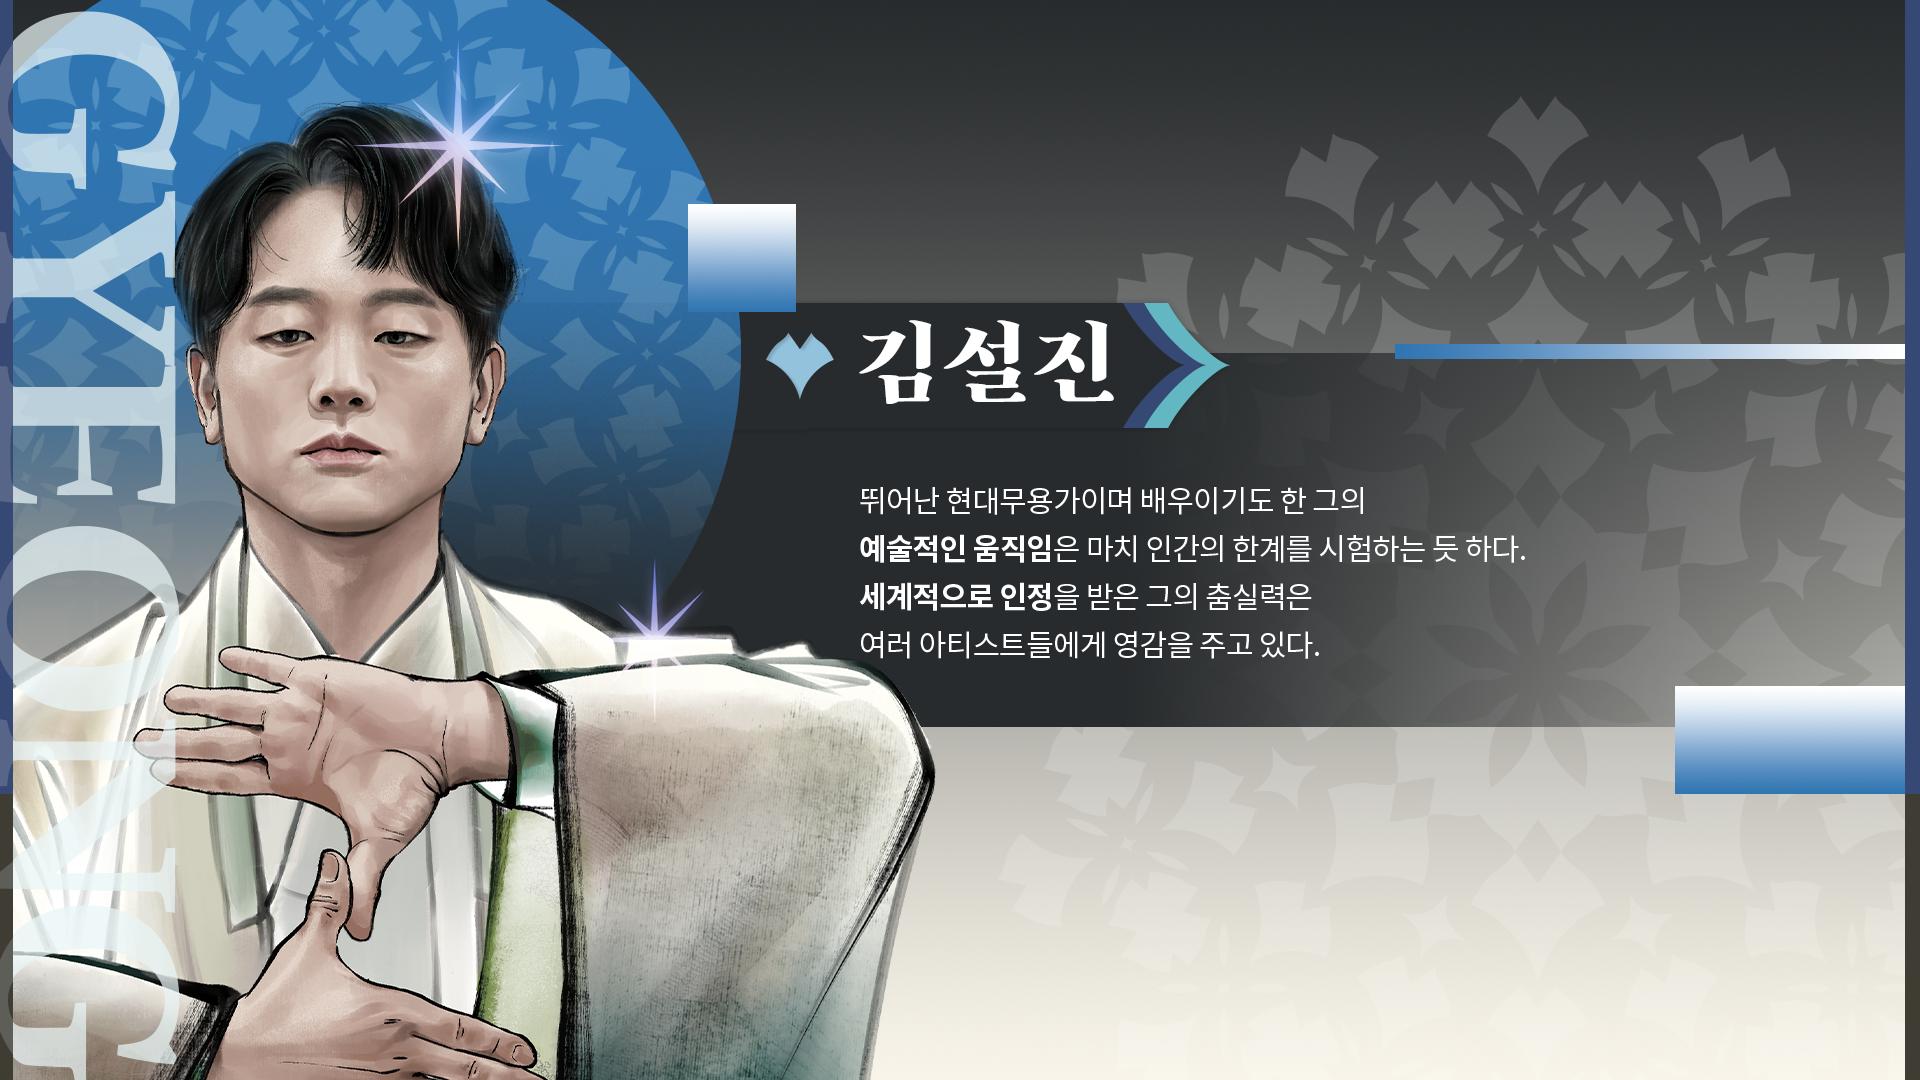 GYEONG
김설진
뛰어난 현대무용가이며 배우이기도 한 그의
예술적인 움직임은 마치 인간의 한계를 시험하는 듯 하다.
세계적으로 인정을 받은 그의 춤실력은
여러 아티스트들에게 영감을 주고 있다.